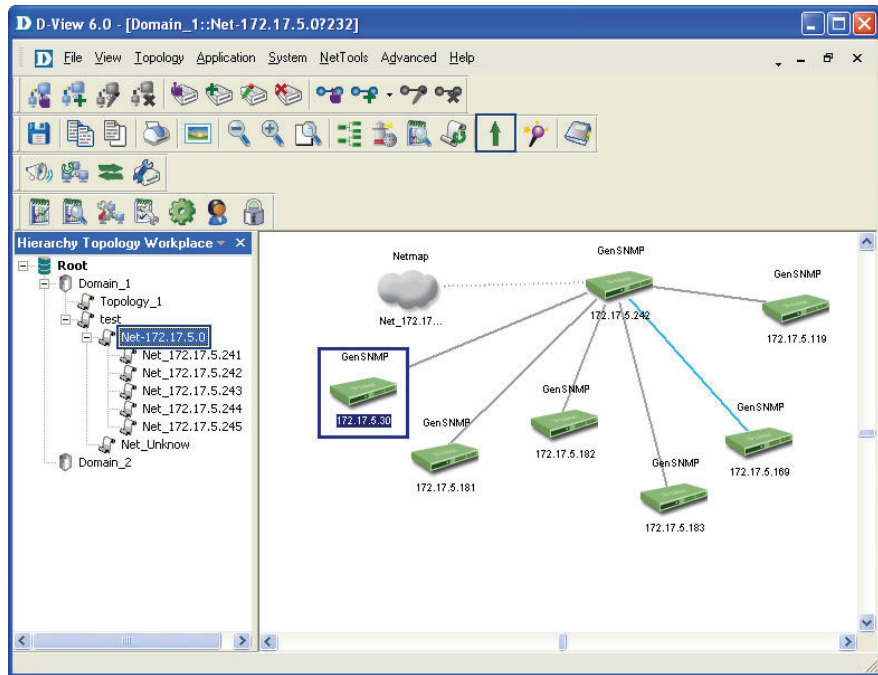 D-View 6.0 - [Domain_1::Net-172.17.5.0?232]
File View Topology Application System NetTools Advanced Help
Hierarchy Topology Workplace
Root
Domain_1
Topology_1
test
Net-172.17.5.0
Net_172.17.5.241
Net_172.17.5.242
Net_172.17.5.243
Net_172.17.5.244
Net_172.17.5.245
Net_Unknow
Domain_2
Netmap
Net_172.17...
GenSNMP
172.17.5.242
GenSNMP
172.17.5.119
GenSNMP
172.17.5.30
GenSNMP
172.17.5.181
GenSNMP
172.17.5.182
GenSNMP
172.17.5.183
GenSNMP
172.17.5.169